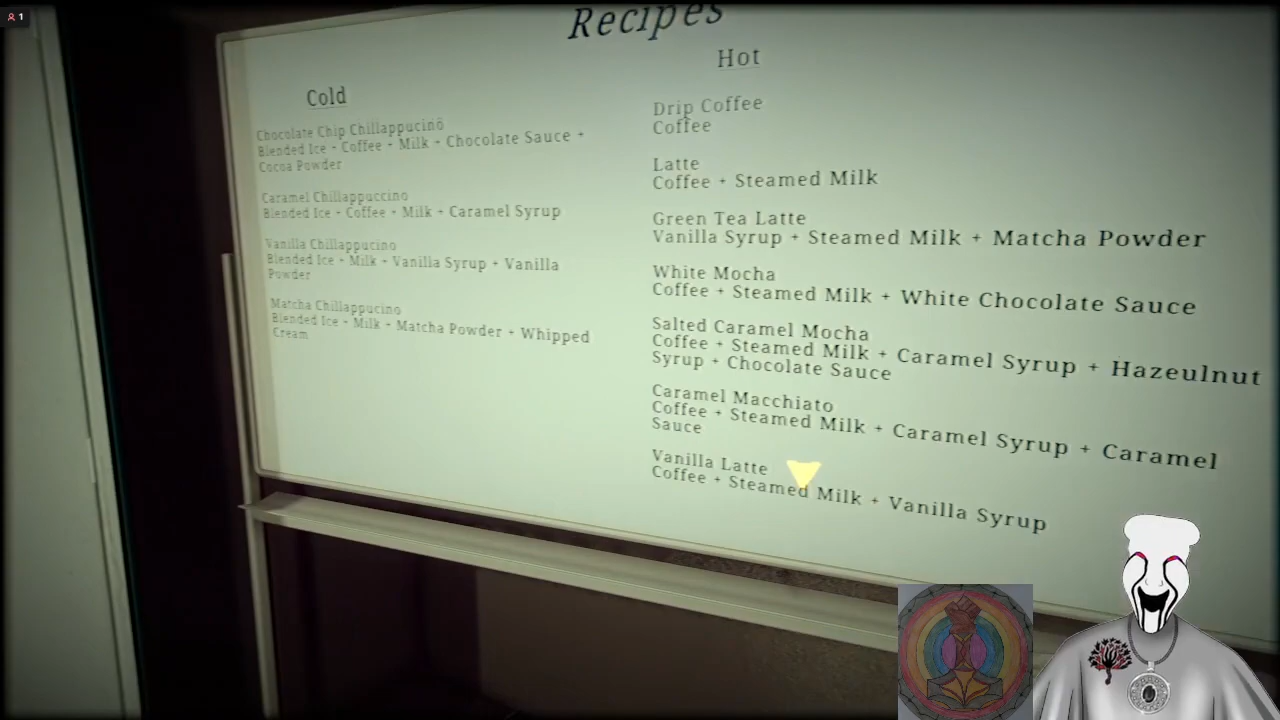 1
Recipes
Cold
Chocolate Chip Chillappucino
Blended Ice + Coffee + Milk + Chocolate Sauce +
Cocoa Powder
Caramel Chillappuccino
Blended Ice + Coffee + Milk + Caramel Syrup
Vanilla Chillappucino
Blended Ice + Milk + Vanilla Syrup + Vanilla
Powder
Matcha Chillappucino
Blended Ice + Milk + Matcha Powder + Whipped
Cream
Hot
Drip Coffee
Coffee
Latte
Coffee + Steamed Milk
Green Tea Latte
Vanilla Syrup + Steamed Milk + Matcha Powder
White Mocha
Coffee + Steamed Milk + White Chocolate Sauce
Salted Caramel Mocha
Coffee + Steamed Milk + Caramel Syrup + Hazeulnut
Syrup + Chocolate Sauce
Caramel Macchiato
Coffee + Steamed Milk + Caramel Syrup + Caramel
Sauce
Vanilla Latte
Coffee + Steamed Milk + Vanilla Syrup